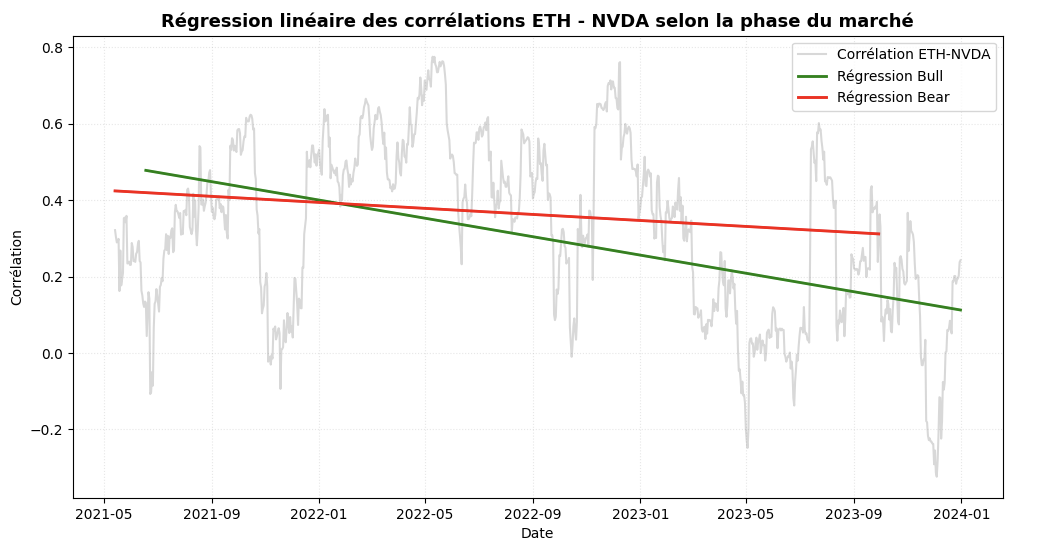 Régression linéaire des corrélations ETH - NVDA selon la phase du marché
Corrélation ETH-NVDA
Régression Bull
Régression Bear
Corrélation
0.8
0.6
0.4
0.2
0.0
−0.2
2021-05
2021-09
2022-01
2022-05
2022-09
2023-01
2023-05
2023-09
2024-01
Date